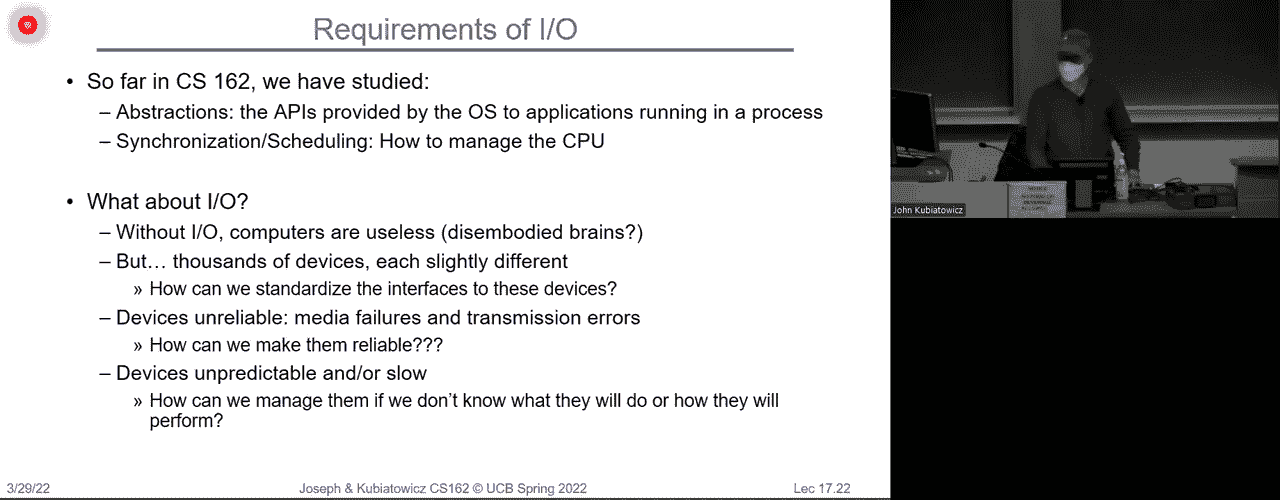 Requirements of I/O
• So far in CS 162, we have studied:
– Abstractions: the APIs provided by the OS to applications running in a process
– Synchronization/Scheduling: How to manage the CPU
• What about I/O?
– Without I/O, computers are useless (disembodied brains?)
– But… thousands of devices, each slightly different
» How can we standardize the interfaces to these devices?
– Devices unreliable: media failures and transmission errors
» How can we make them reliable???
– Devices unpredictable and/or slow
» How can we manage them if we don’t know what they will do or how they will
perform?
3/29/22 Joseph & Kubiatowicz CS162 © UCB Spring 2022 Lec 17.22
John Kubiatowicz